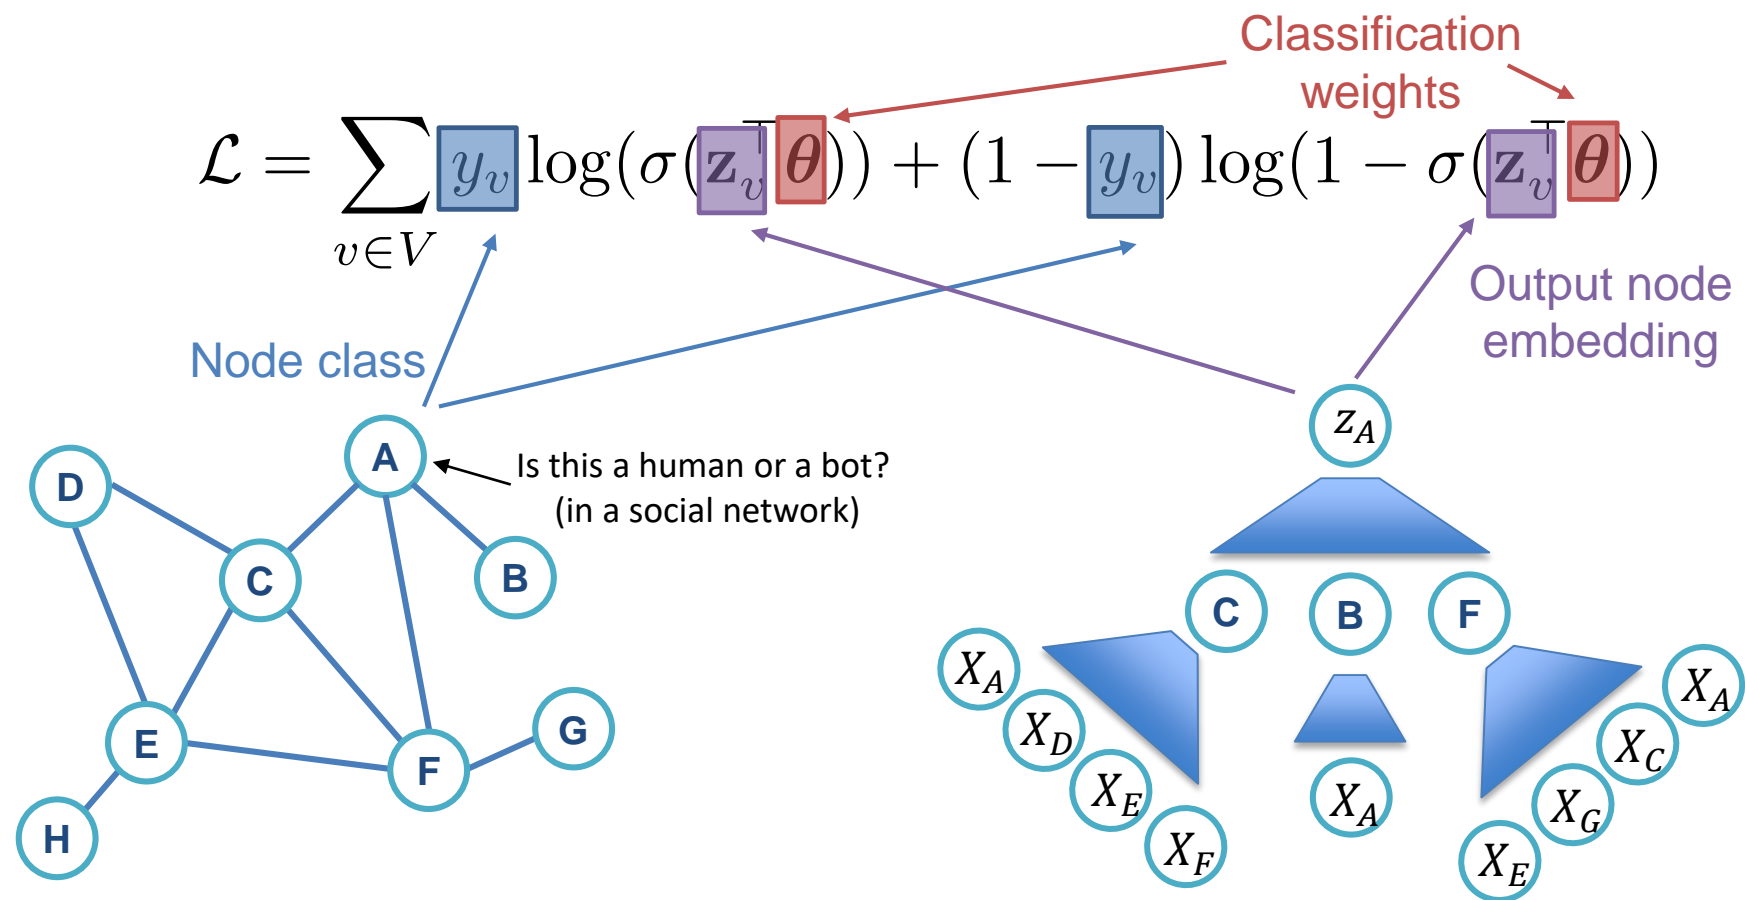 Classification
weights
ℒ = ∑_{v∈V} y_v log(σ(𝐳_v^⊤ 𝜽)) + (1 − y_v) log(1 − σ(𝐳_v^⊤ 𝜽))
Output node
embedding
Node class
z_A
A
Is this a human or a bot?
(in a social network)
D
C
B
E
F
G
H
C
B
F
X_A
X_D
X_E
X_F
X_A
X_A
X_C
X_G
X_E